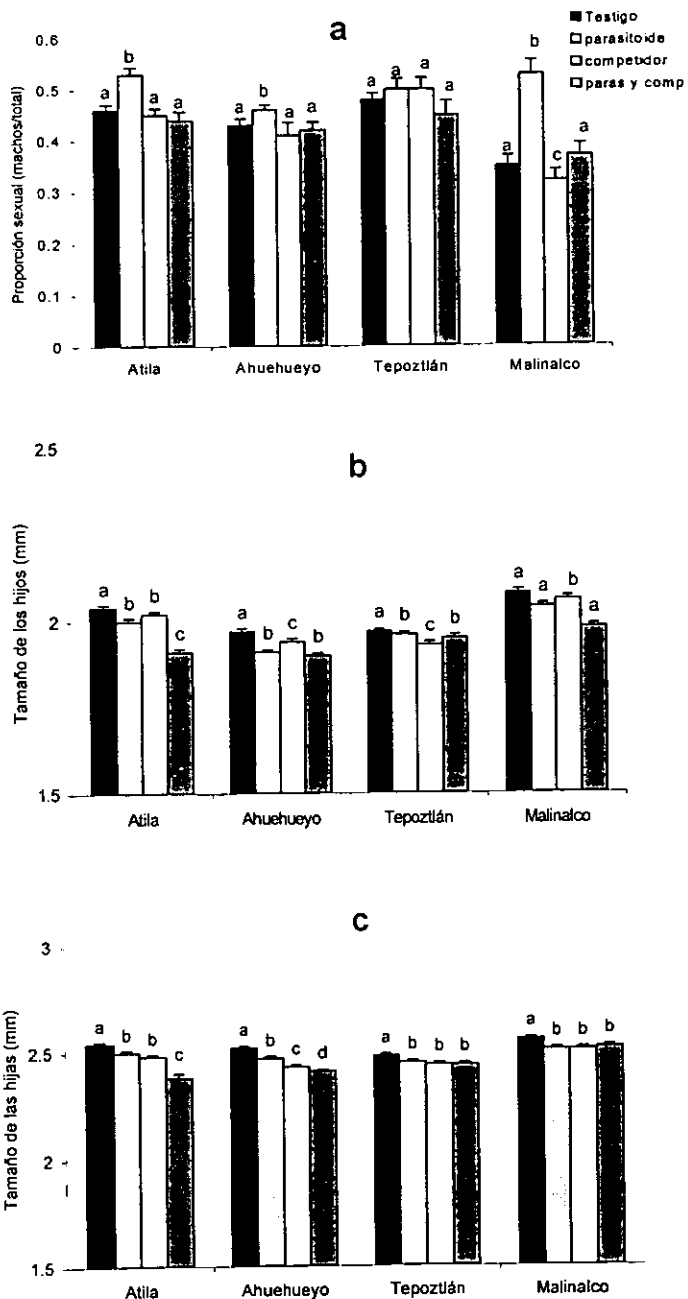 a
Testigo
parasitoide
competidor
paras y comp
Proporción sexual (machos/total)
0.6
0.5
0.4
0.3
0.2
0.1
0
a b a a
a b a a
a a a a
a b c a
Atila Ahuehueyo Tepoztlán Malinalco
b
Tamaño de los hijos (mm)
2.5
2
1.5
a b b c
a b c b
a b c b
a a b a
Atila Ahuehueyo Tepoztlán Malinalco
c
Tamaño de las hijas (mm)
3
2.5
2
1.5
a b b c
a b c d
a b b b
a b b b
Atila Ahuehueyo Tepoztlán Malinalco